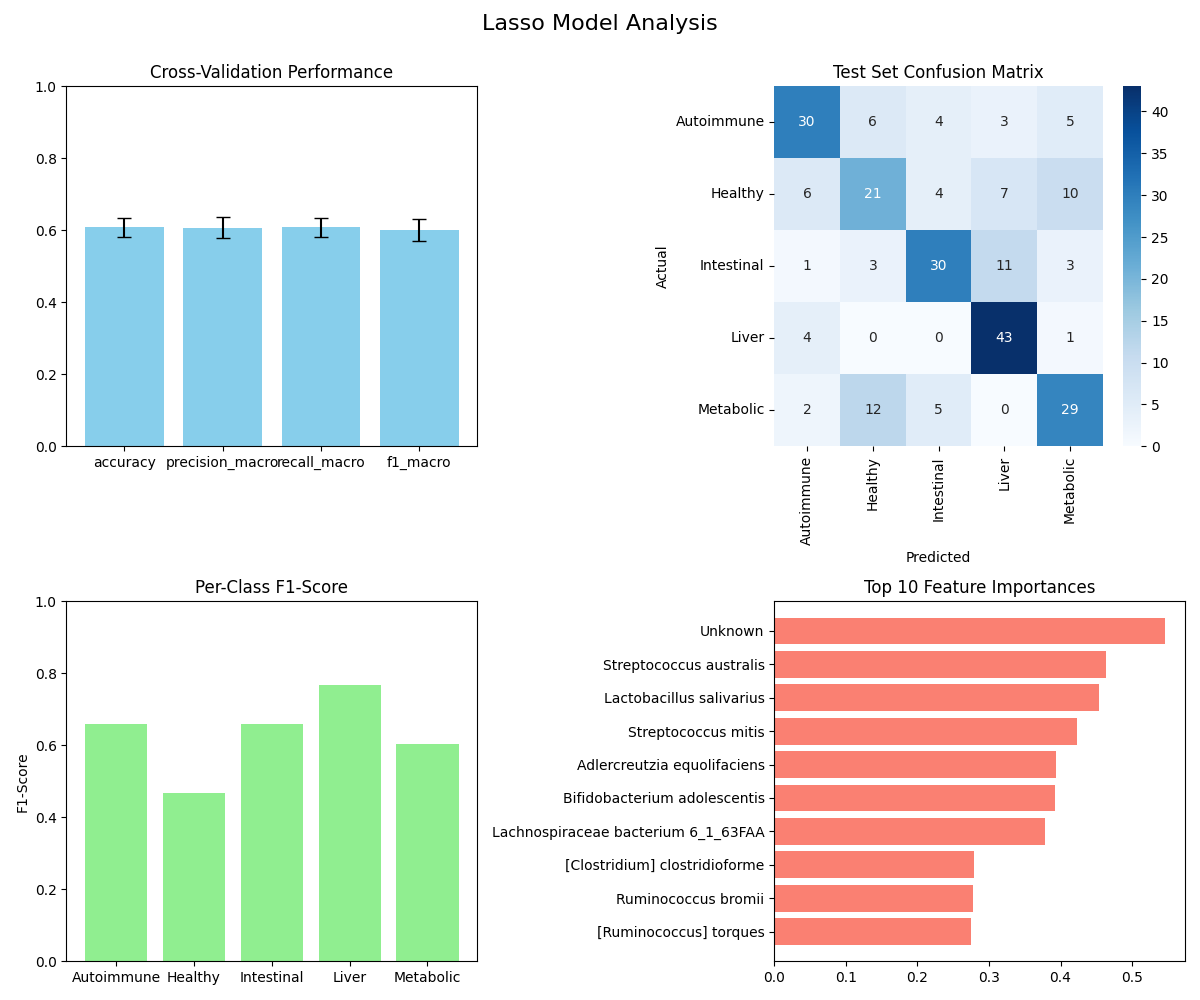 Lasso Model Analysis
Cross-Validation Performance
1.0
0.8
0.6
0.4
0.2
0.0
accuracy precision_macro recall_macro f1_macro
Test Set Confusion Matrix
Actual
Autoimmune 30 6 4 3 5
Healthy 6 21 4 7 10
Intestinal 1 3 30 11 3
Liver 4 0 0 43 1
Metabolic 2 12 5 0 29
Autoimmune Healthy Intestinal Liver Metabolic
Predicted
40
35
30
25
20
15
10
5
0
Per-Class F1-Score
F1-Score
1.0
0.8
0.6
0.4
0.2
0.0
Autoimmune Healthy Intestinal Liver Metabolic
Top 10 Feature Importances
Unknown
Streptococcus australis
Lactobacillus salivarius
Streptococcus mitis
Adlercreutzia equolifaciens
Bifidobacterium adolescentis
Lachnospiraceae bacterium 6_1_63FAA
[Clostridium] clostridioforme
Ruminococcus bromii
[Ruminococcus] torques
0.0 0.1 0.2 0.3 0.4 0.5